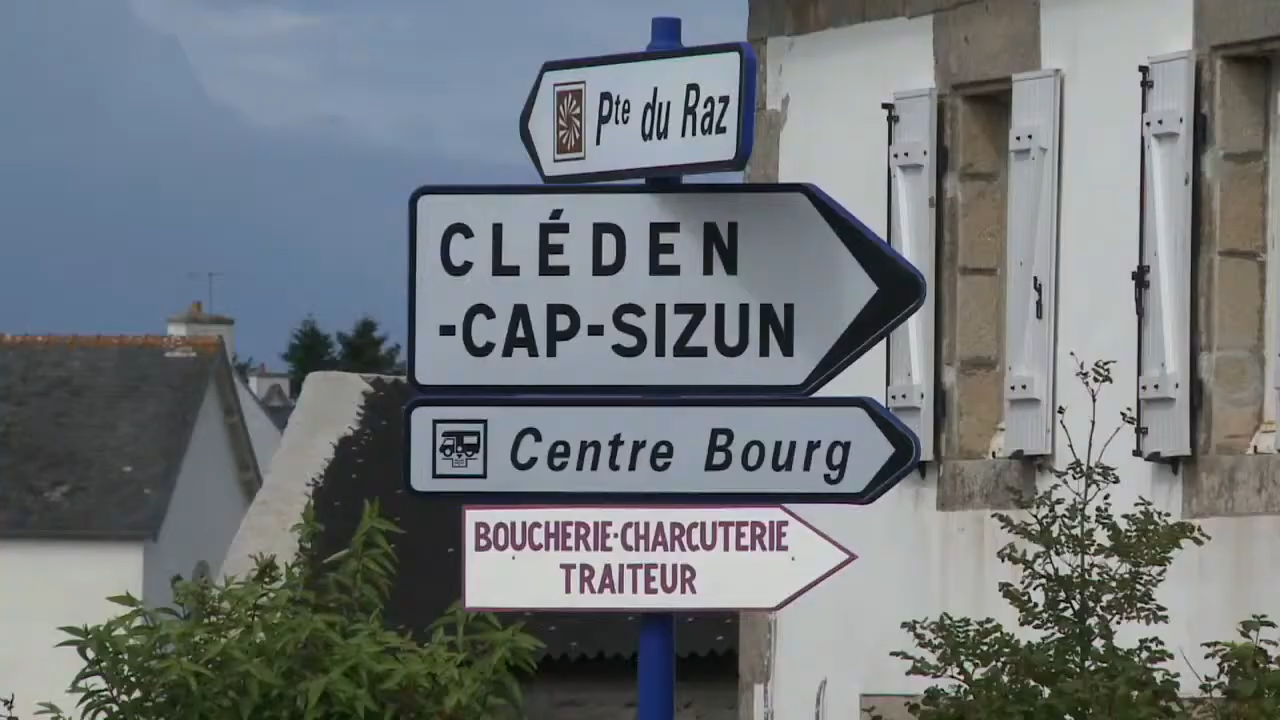 Pte du Raz
CLÉDEN
-CAP-SIZUN
Centre Bourg
BOUCHERIE·CHARCUTERIE
TRAITEUR